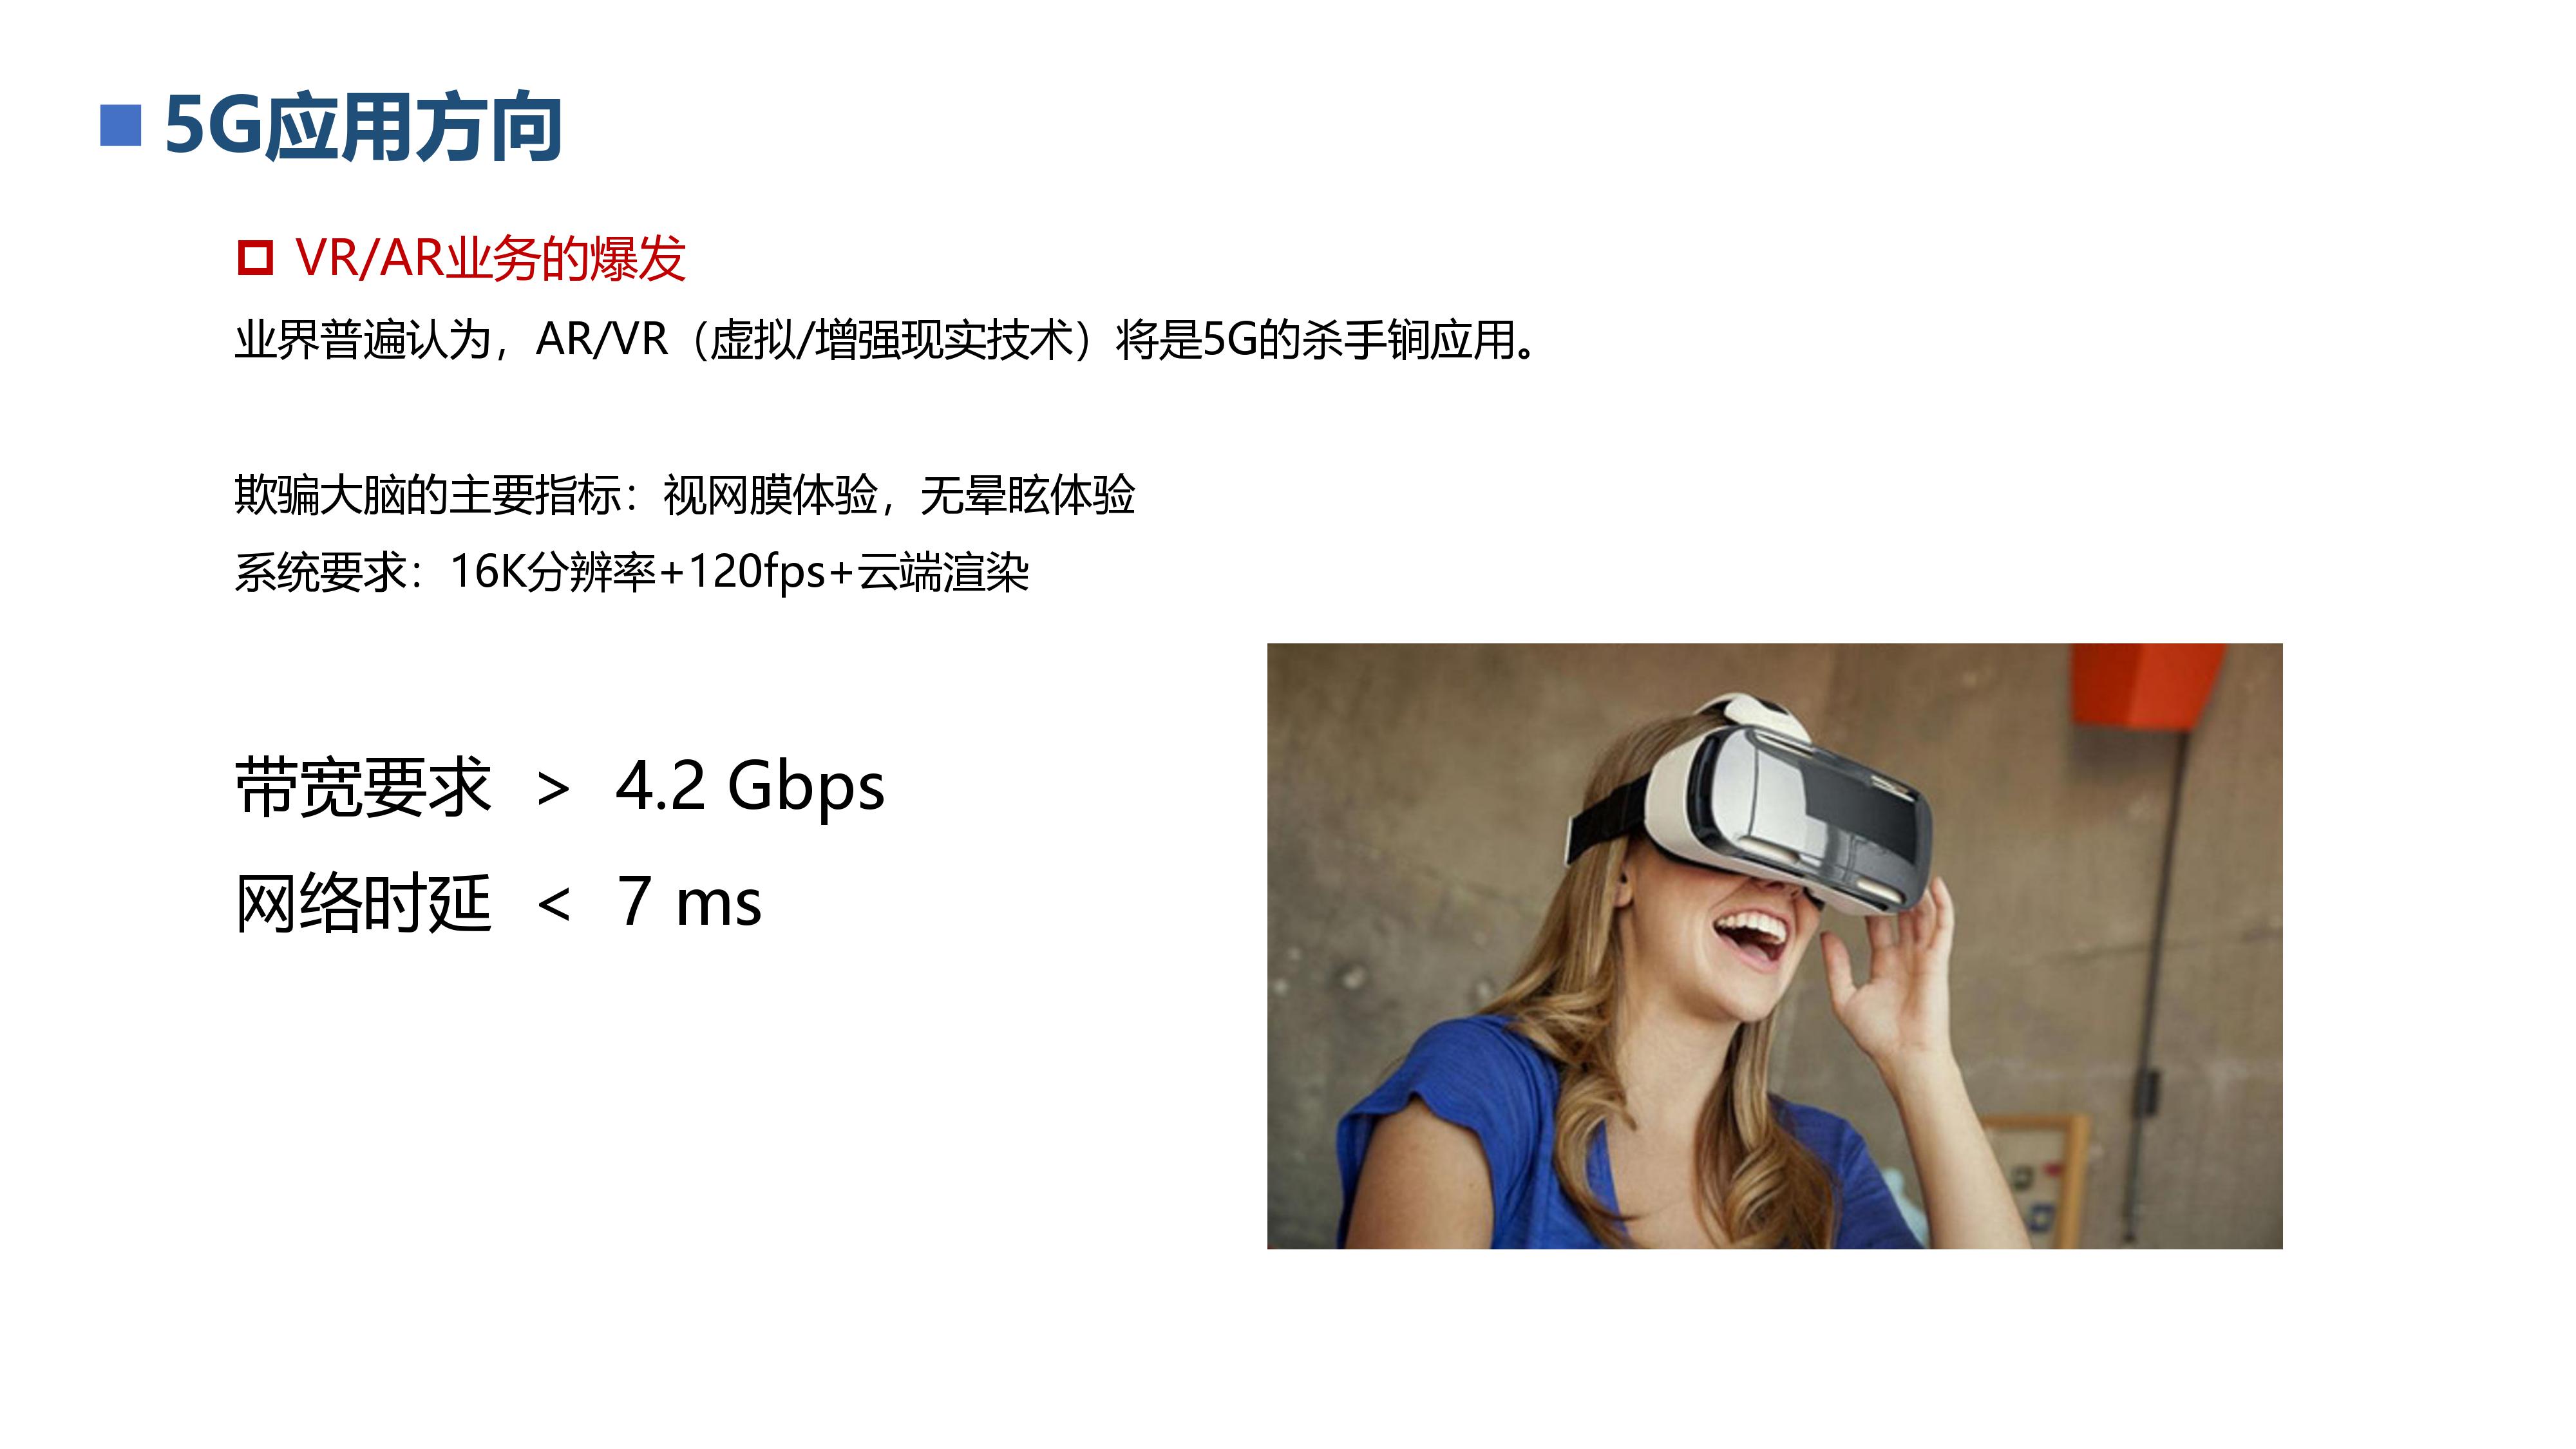 5G应用方向
VR/AR业务的爆发
业界普遍认为，AR/VR（虚拟/增强现实技术）将是5G的杀手锏应用。
欺骗大脑的主要指标：视网膜体验，无晕眩体验
系统要求：16K分辨率+120fps+云端渲染
带宽要求 > 4.2 Gbps
网络时延 < 7 ms